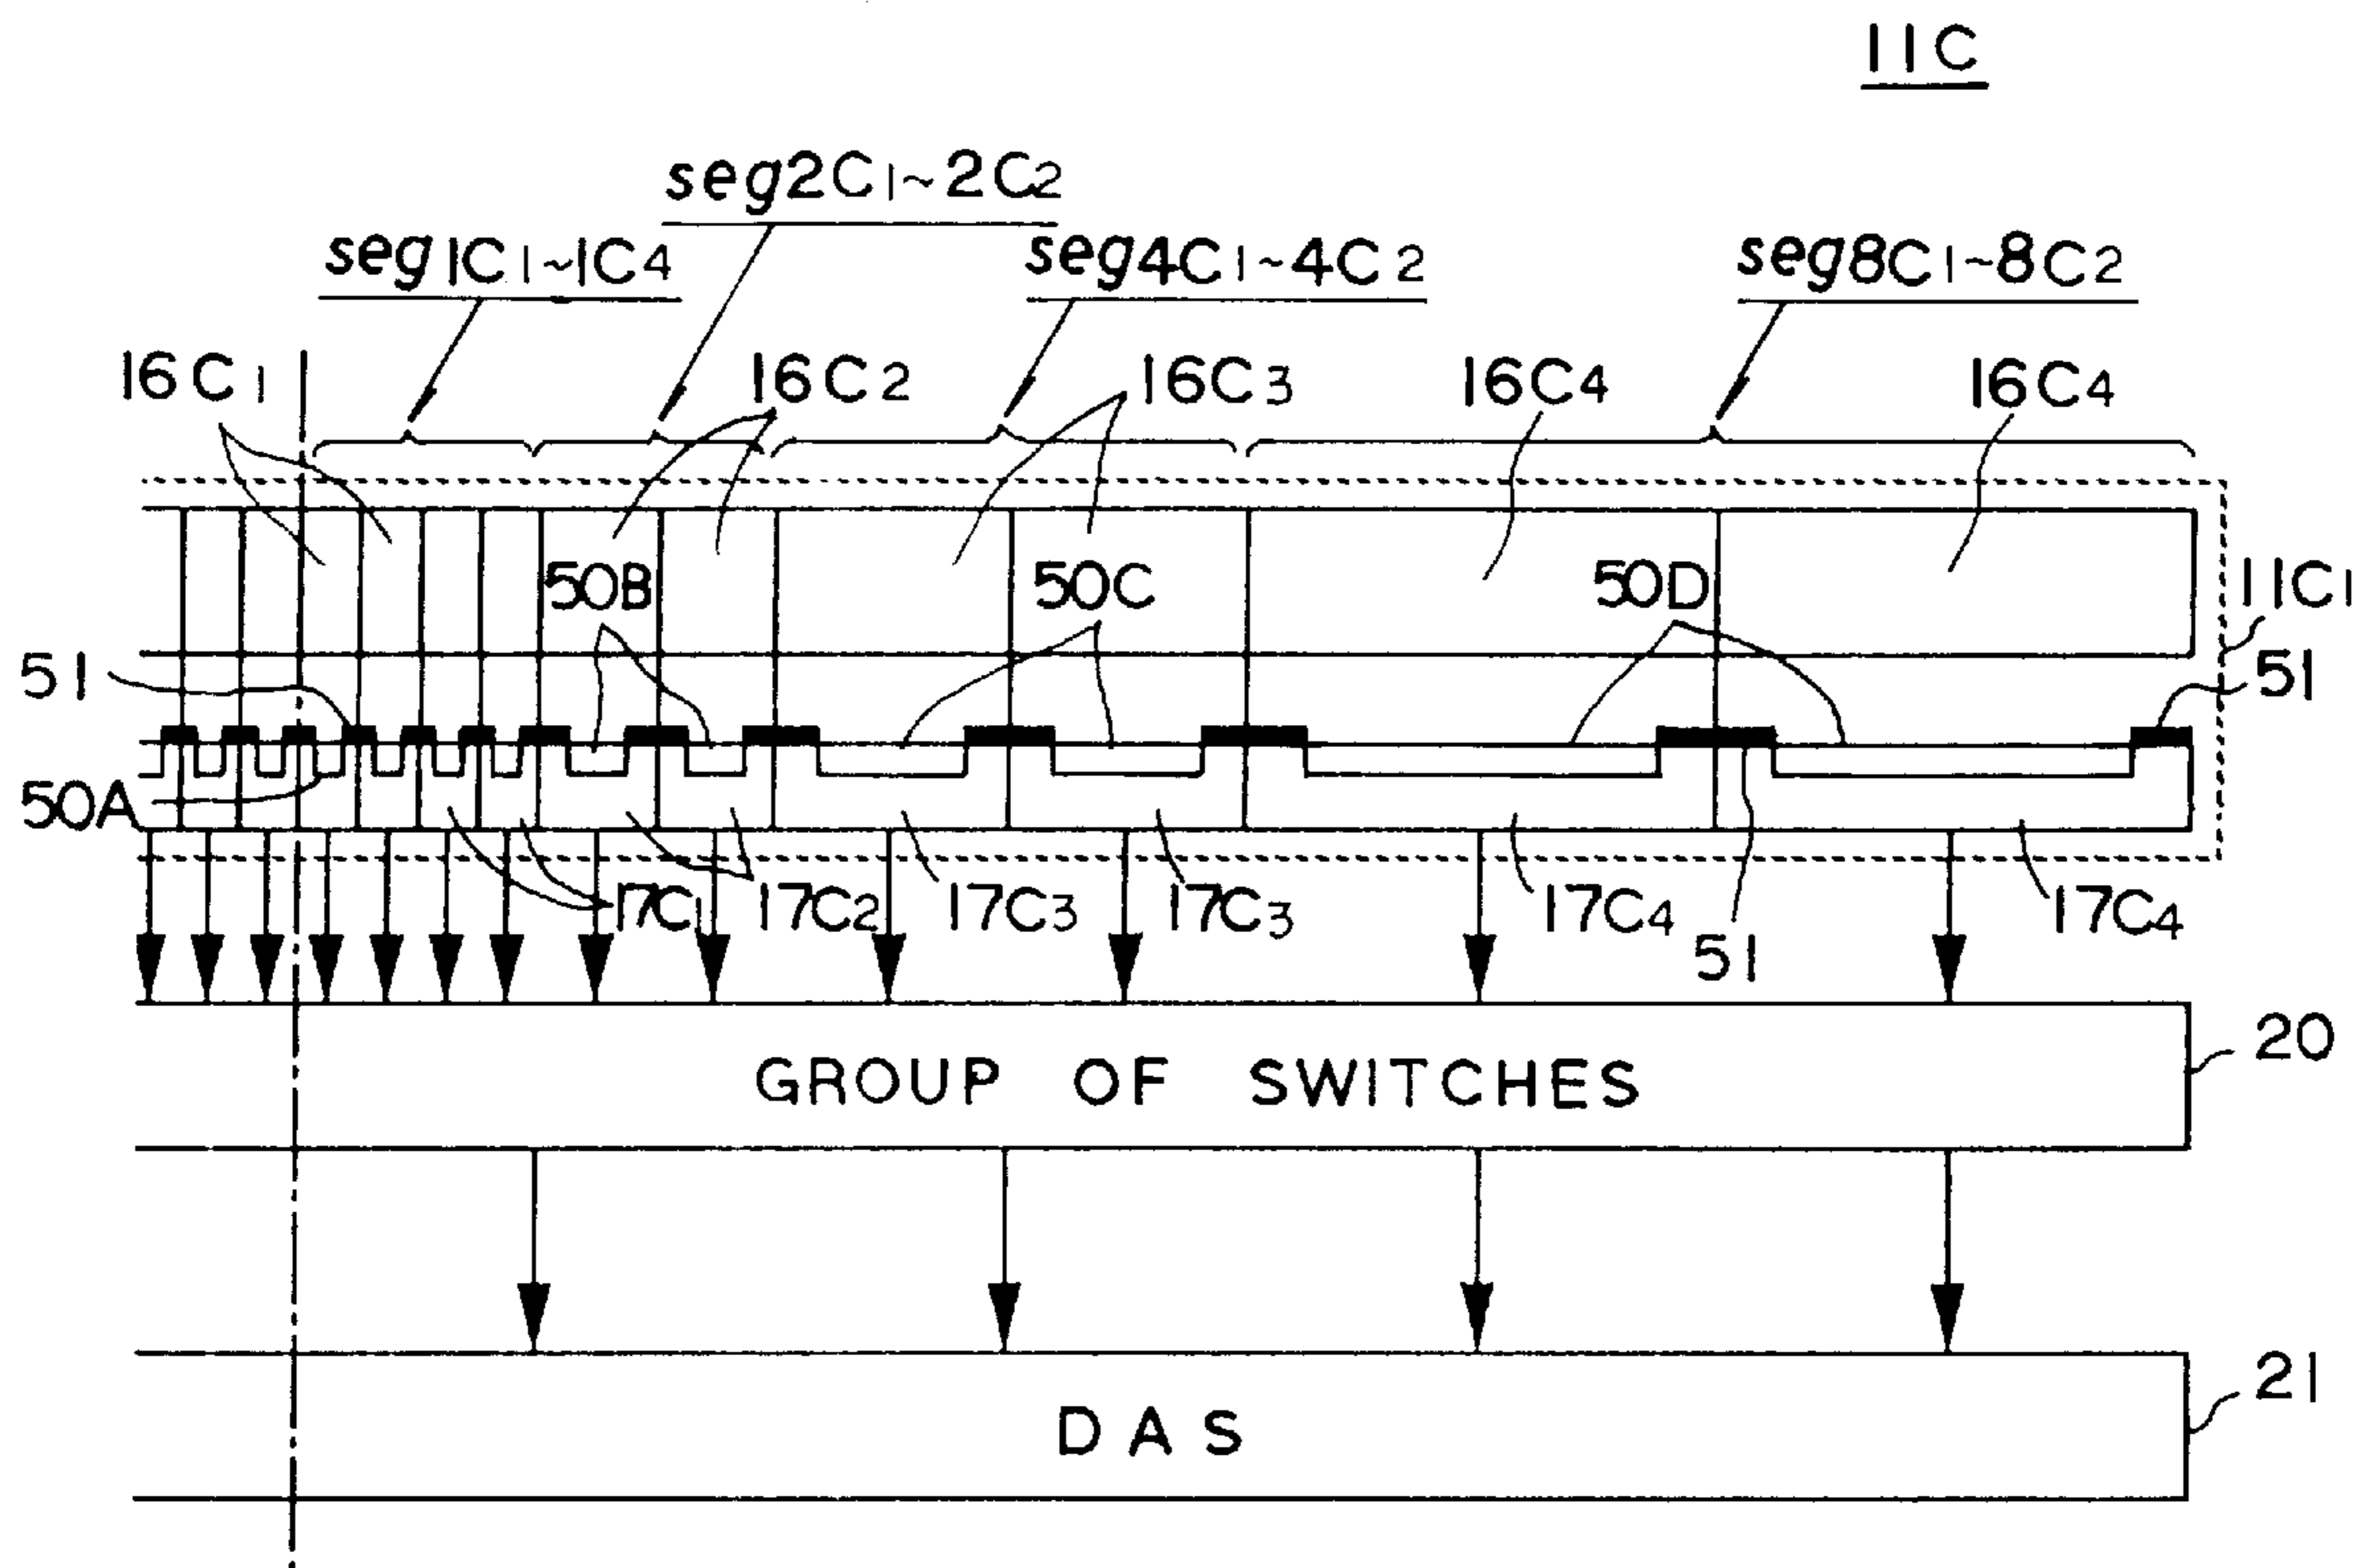 11C
seg2C1~2C2
seg1C1~1C4
seg4C1~4C2
seg8C1~8C2
16C1
16C2
16C3
16C4
16C4
50B
50C
50D
11C1
51
51
50A
17C1
17C2
17C3
17C3
17C4
51
17C4
GROUP OF SWITCHES
20
DAS
21